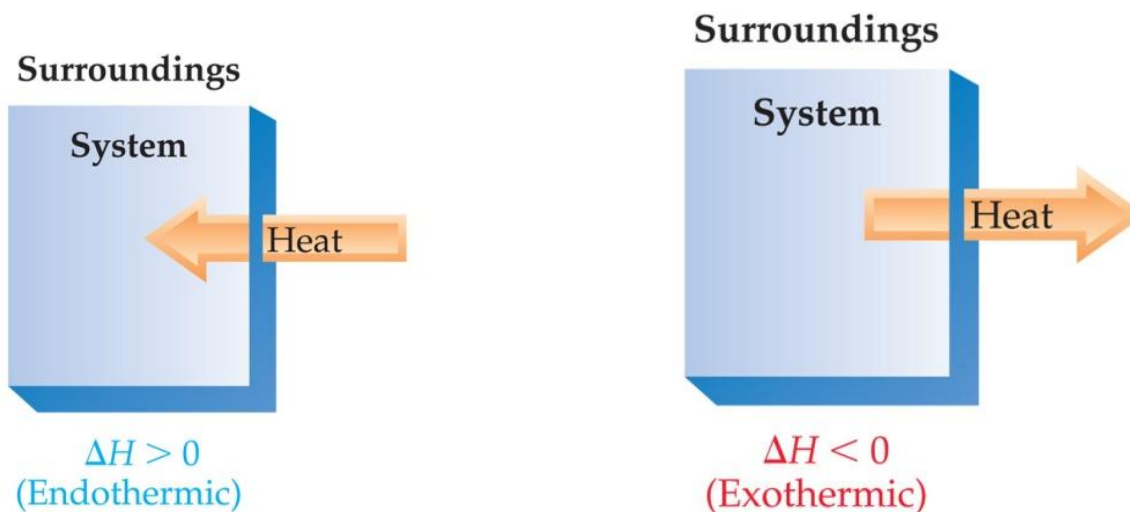 Surroundings
System
Heat
ΔH > 0
(Endothermic)
Surroundings
System
Heat
ΔH < 0
(Exothermic)